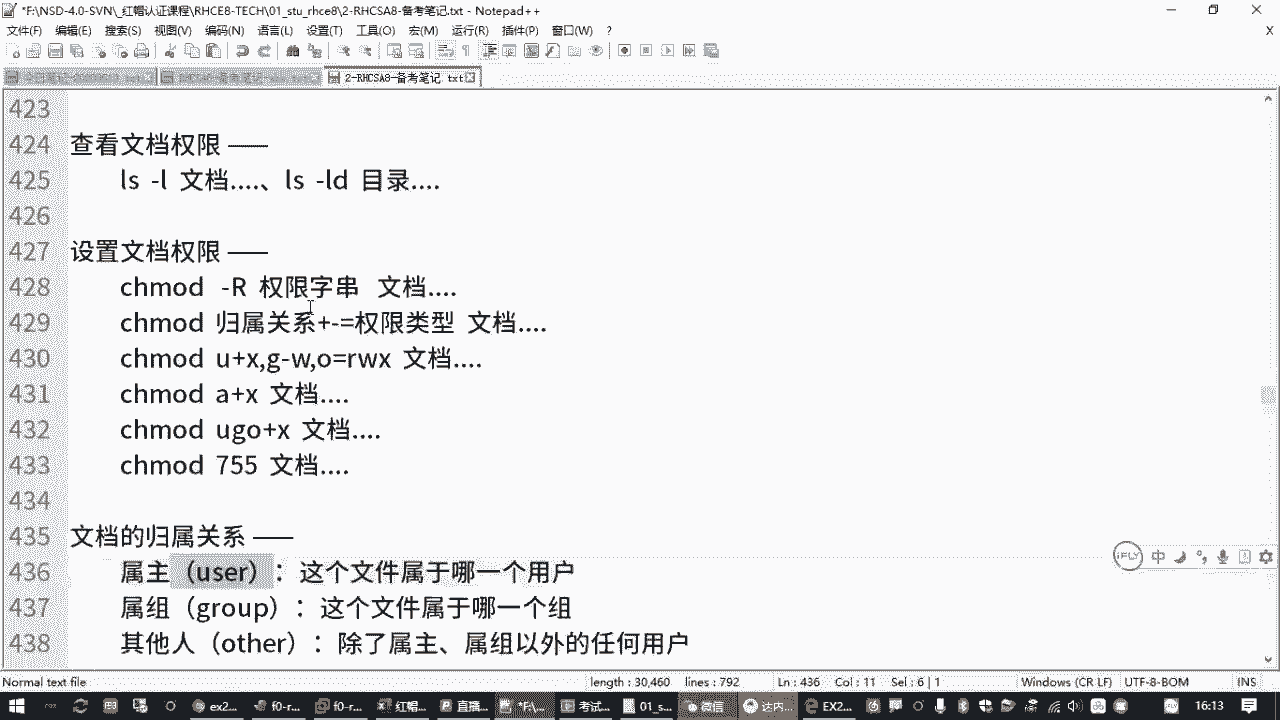 *F:\NSD-4.0-SVN\_红帽认证课程\RHCE8-TECH\01_stu_rhce8\2-RHCSA8-备考笔记.txt - Notepad++
文件(F) 编辑(E) 搜索(S) 视图(V) 编码(N) 语言(L) 设置(T) 工具(O) 宏(M) 运行(R) 插件(P) 窗口(W) ? X
2-RHCSA8-备考笔记.txt
423
424 查看文档权限 ——
425 ls -l 文档....、ls -ld 目录....
426
427 设置文档权限 ——
428 chmod -R 权限字串 文档....
429 chmod 归属关系+-=权限类型 文档....
430 chmod u+x,g-w,o=rwx 文档....
431 chmod a+x 文档....
432 chmod ugo+x 文档....
433 chmod 755 文档....
434
435 文档的归属关系 ——
436 属主（user）：这个文件属于哪一个用户
437 属组（group）：这个文件属于哪一个组
438 其他人（other）：除了属主、属组以外的任何用户
iFLY 中
Normal text file length : 30,460 lines : 792 Ln : 436 Col : 11 Sel : 6 | 1 Windows (CR LF) UTF-8-BOM INS
ex2... f0-r... f0-r... 红帽... 直播... *F:\... 考试... 01_s... 微信 达内... EX2... 16:13